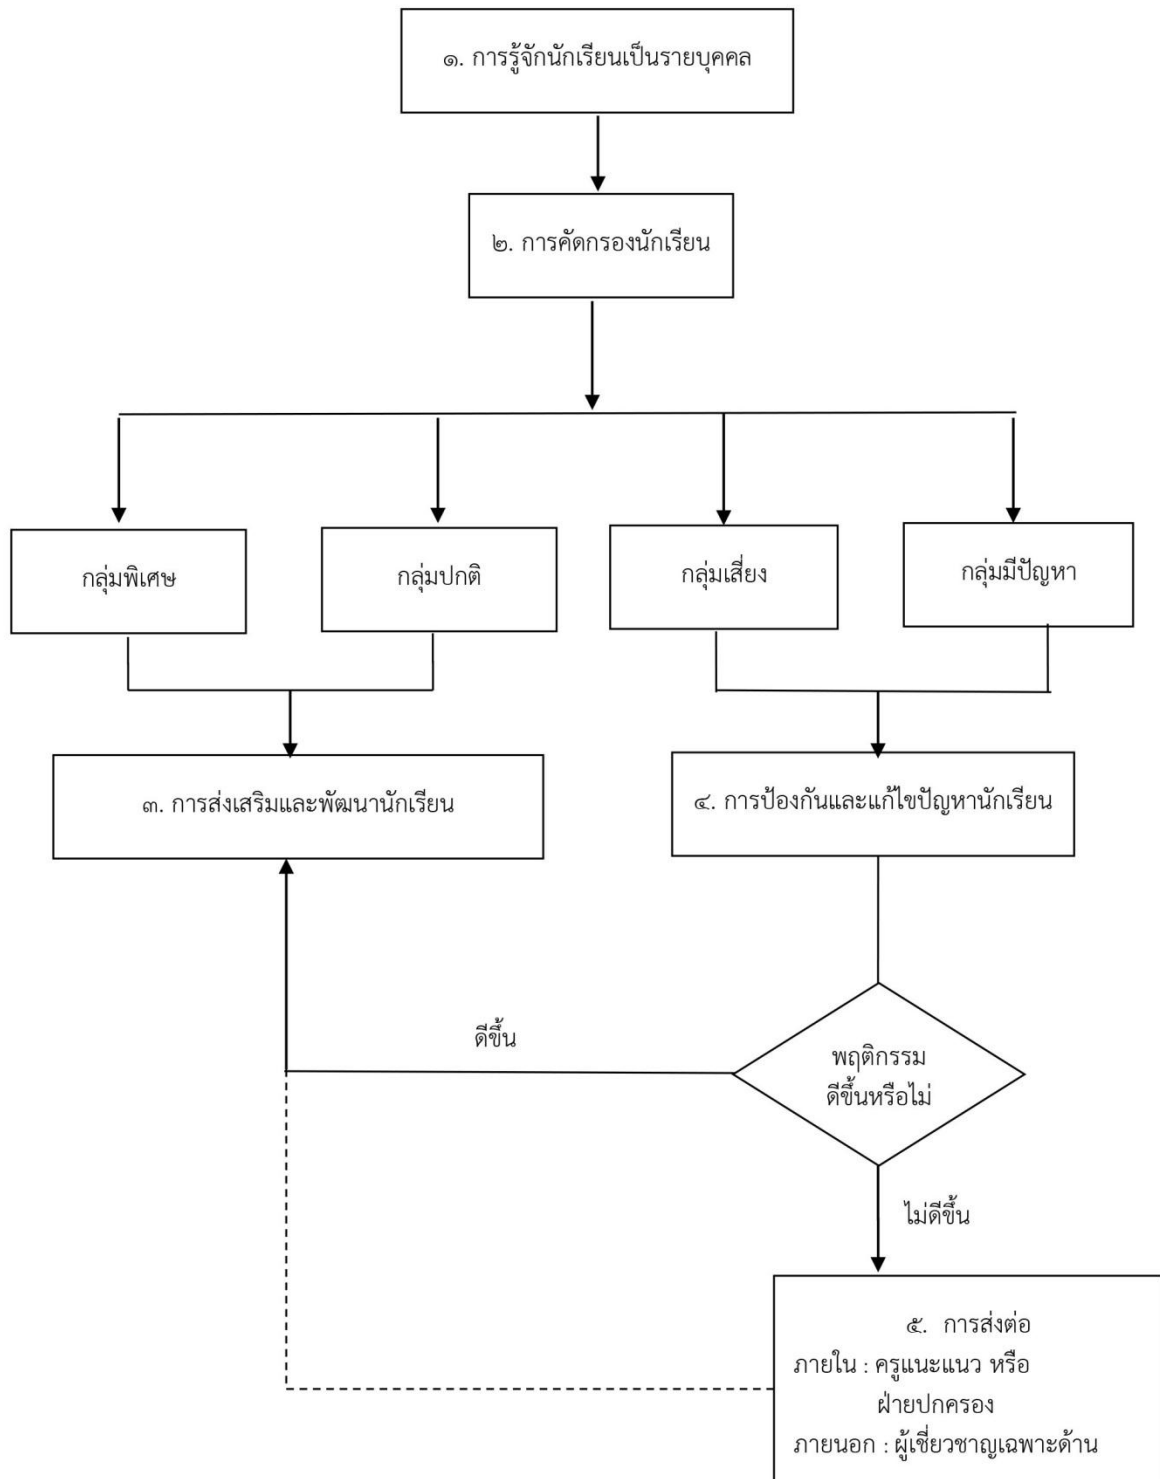 ๑. การรู้จักนักเรียนเป็นรายบุคคล
๒. การคัดกรองนักเรียน
กลุ่มพิเศษ
กลุ่มปกติ
กลุ่มเสี่ยง
กลุ่มมีปัญหา
๓. การส่งเสริมและพัฒนานักเรียน
๔. การป้องกันและแก้ไขปัญหานักเรียน
ดีขึ้น
พฤติกรรม
ดีขึ้นหรือไม่
ไม่ดีขึ้น
๕. การส่งต่อ
ภายใน : ครูแนะแนว หรือ
ฝ่ายปกครอง
ภายนอก : ผู้เชี่ยวชาญเฉพาะด้าน